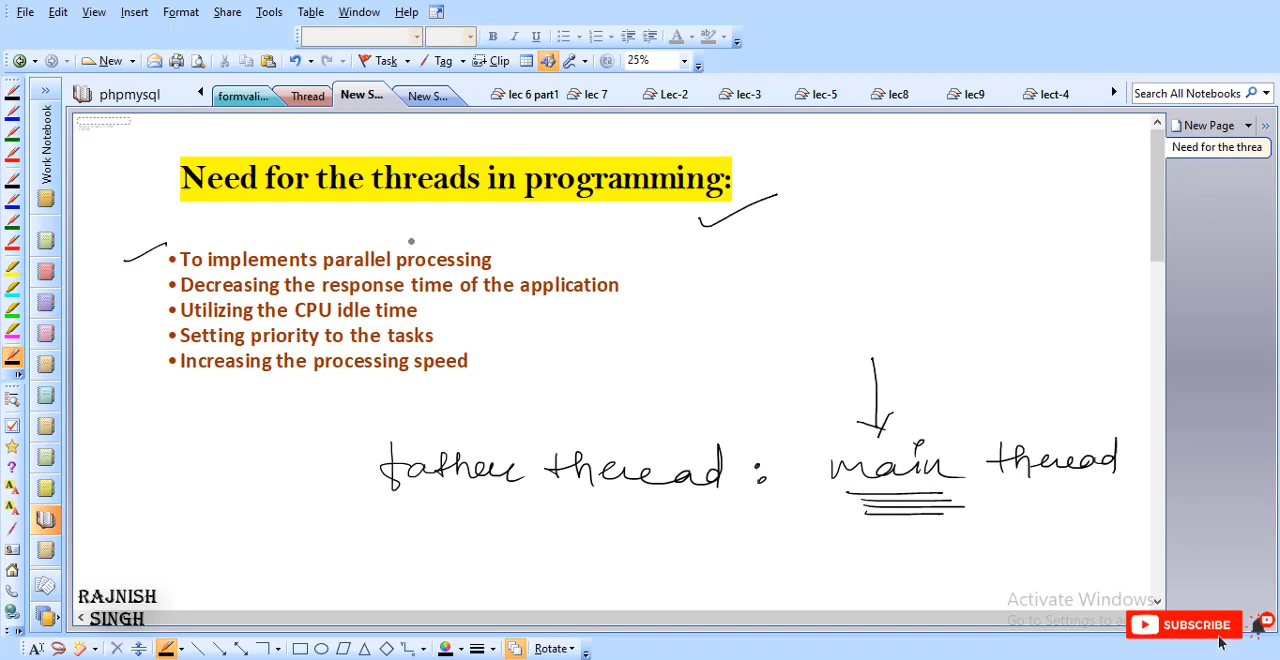 File Edit View Insert Format Share Tools Table Window Help
B I U A ab
New Task Tag Clip 25%
phpmysql formvali... Thread New S... New S... lec 6 part1 lec 7 Lec-2 lec-3 lec-5 lec8 lec9 lect-4 Search All Notebooks
New Page
Need for the threa
Work Notebook
Need for the threads in programming:
• To implements parallel processing
• Decreasing the response time of the application
• Utilizing the CPU idle time
• Setting priority to the tasks
• Increasing the processing speed
father theread : main theread
RAJNISH
SINGH
Activate Windows
Go to Settings to a
SUBSCRIBE
Rotate